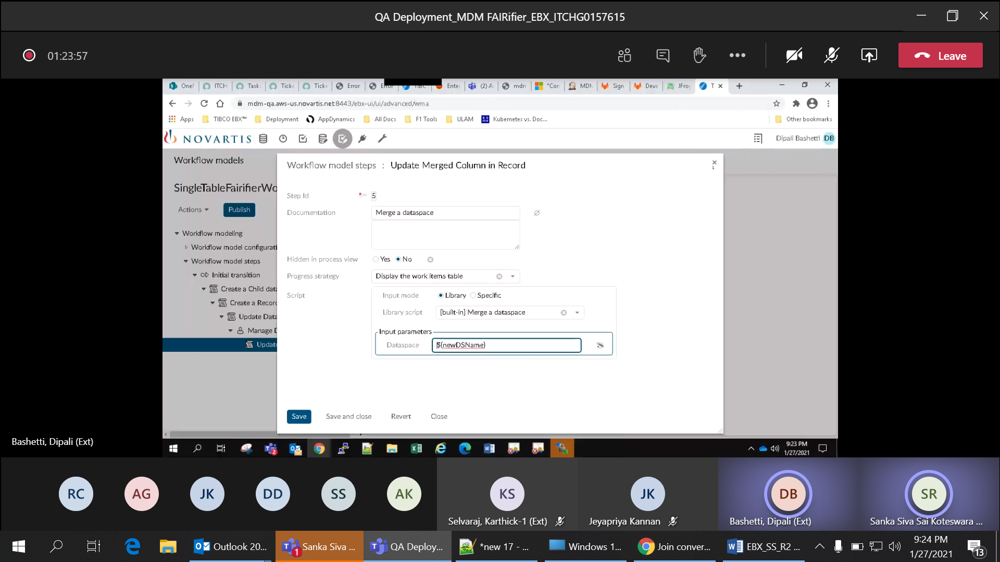 QA Deployment_MDM FAIRifier_EBX_ITCHG0157615
01:23:57
Leave
OneI
ITCH
Task
Ticke
Ticke
Error
Error
Ente
(2) A
mdm
"Con
MDM
Sign
Deve
JFrog
T
mdm-qa.aws-us.novartis.net:8443/ebx-ui/ui/advanced/wma
Apps
TIBCO EBX™
Deployment
AppDynamics
All Docs
F1 Tools
ULAM
Kubernetes vs. Doc...
Other bookmarks
NOVARTIS
Dipali Bashetti DB
Workflow models
SingleTableFairifierWo
Actions
Publish
Workflow modeling
Workflow model configurati
Workflow model steps
Initial transition
Create a Child data
Create a Record
Update Data
Manage D
Update
Workflow model steps : Update Merged Column in Record
Step Id 5
Documentation Merge a dataspace
Hidden in process view Yes No
Progress strategy Display the work items table
Script
Input mode Library Specific
Library script [built-in] Merge a dataspace
Input parameters
Dataspace ${newDSName}
Save
Save and close
Revert
Close
Bashetti, Dipali (Ext)
2
9:23 PM
1/27/2021
RC
AG
JK
DD
SS
AK
KS
Selvaraj, Karthick-1 (Ext)
JK
Jeyapriya Kannan
DB
Bashetti, Dipali (Ext)
SR
Sanka Siva Sai Koteswara ...
Outlook 20...
1
Sanka Siva ...
QA Deploy...
*new 17 - ...
Windows 1...
Join conver...
EBX_SS_R2 ...
9:24 PM
1/27/2021
13